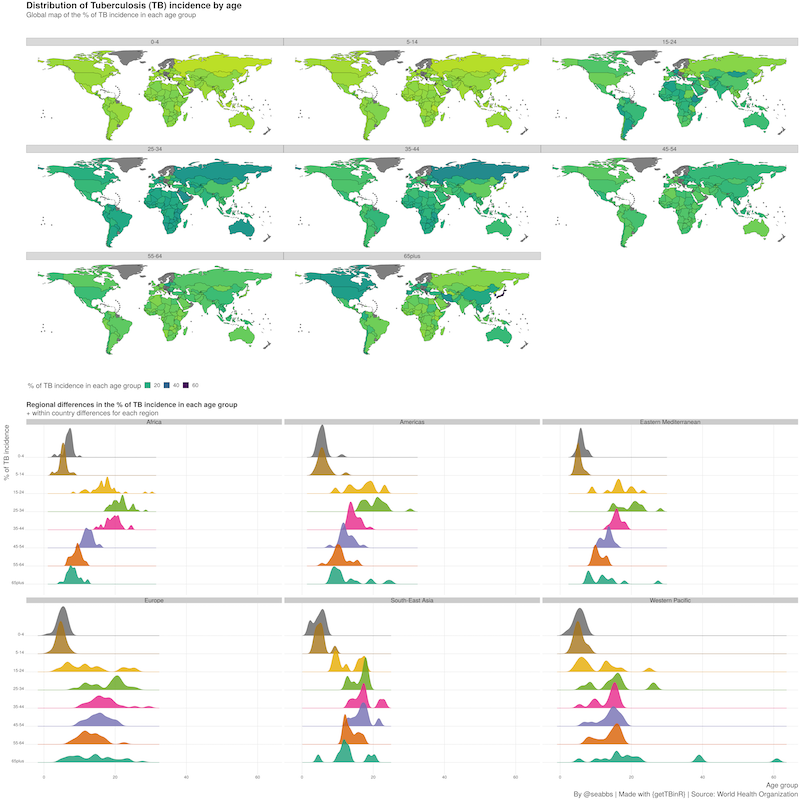 Distribution of Tuberculosis (TB) incidence by age
Global map of the % of TB incidence in each age group
0-4
5-14
15-24
25-34
35-44
45-54
55-64
65plus
% of TB incidence in each age group 20 40 60
Regional differences in the % of TB incidence in each age group
+ within country differences for each region
% of TB incidence
Africa
Americas
Eastern Mediterranean
0-4
5-14
15-24
25-34
35-44
45-54
55-64
65plus
Europe
South-East Asia
Western Pacific
0-4
5-14
15-24
25-34
35-44
45-54
55-64
65plus
0 20 40 60 0 20 40 60 0 20 40 60
Age group
By @seabbs | Made with {getTBinR} | Source: World Health Organization